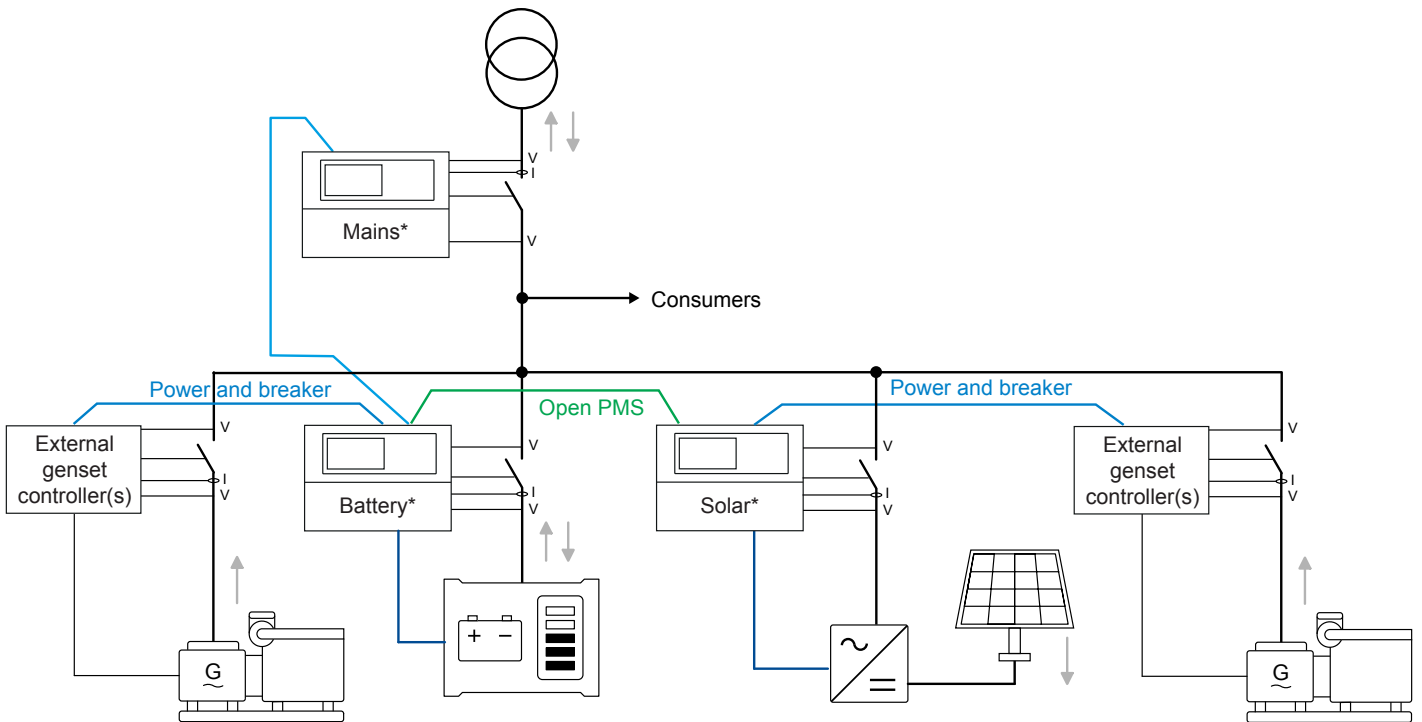 V
I
Mains*
V
Consumers
Power and breaker
Power and breaker
Open PMS
External
genset
controller(s)
V
I
V
Battery*
V
I
V
Solar*
V
I
V
External
genset
controller(s)
V
I
V
+ −
G
~
~
=
G
~